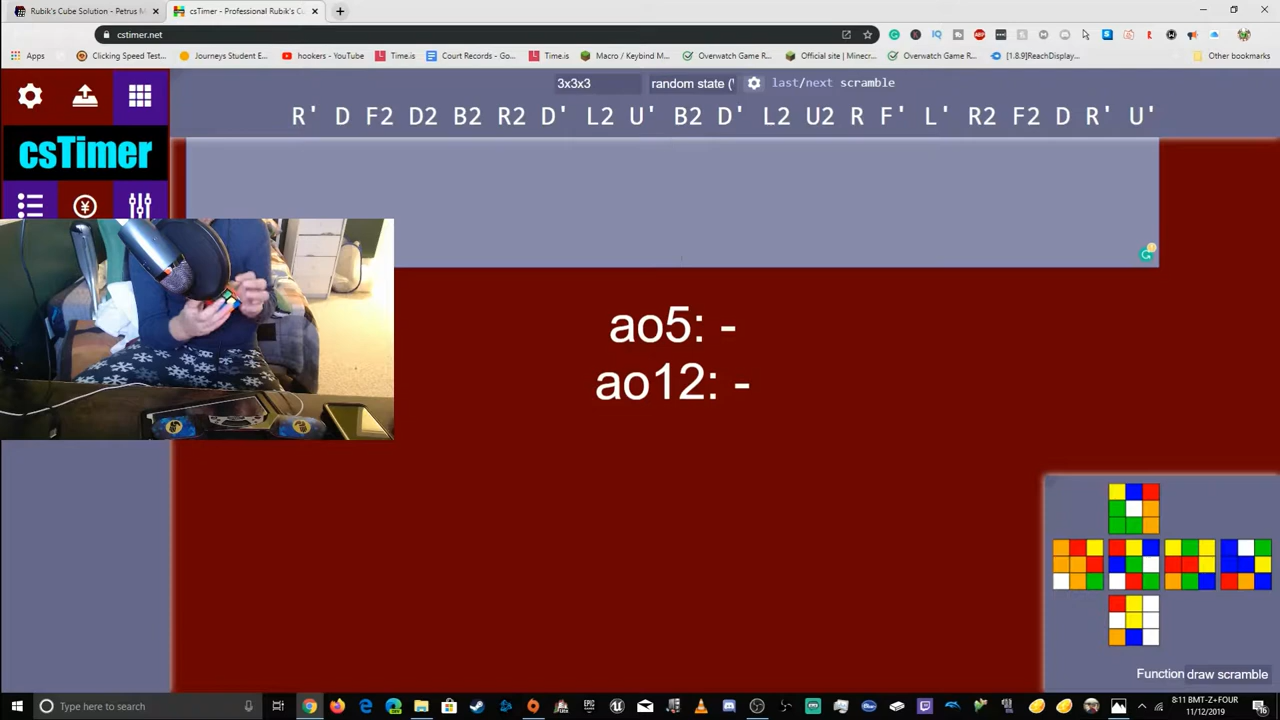 Rubik's Cube Solution - Petrus M
csTimer - Professional Rubik's Cu
cstimer.net
Apps
Clicking Speed Test...
Journeys Student E...
hookers - YouTube
Time.is
Court Records - Go...
Time.is
Macro / Keybind M...
Overwatch Game R...
Official site | Minecr...
Overwatch Game R...
[1.8.9]ReachDisplay...
Other bookmarks
3x3x3
random state ('
last/next scramble
R' D F2 D2 B2 R2 D' L2 U' B2 D' L2 U2 R F' L' R2 F2 D R' U'
csTimer
ao5: -
ao12: -
Function
draw scramble
Type here to search
8:11 BMT-Z+FOUR
11/12/2019